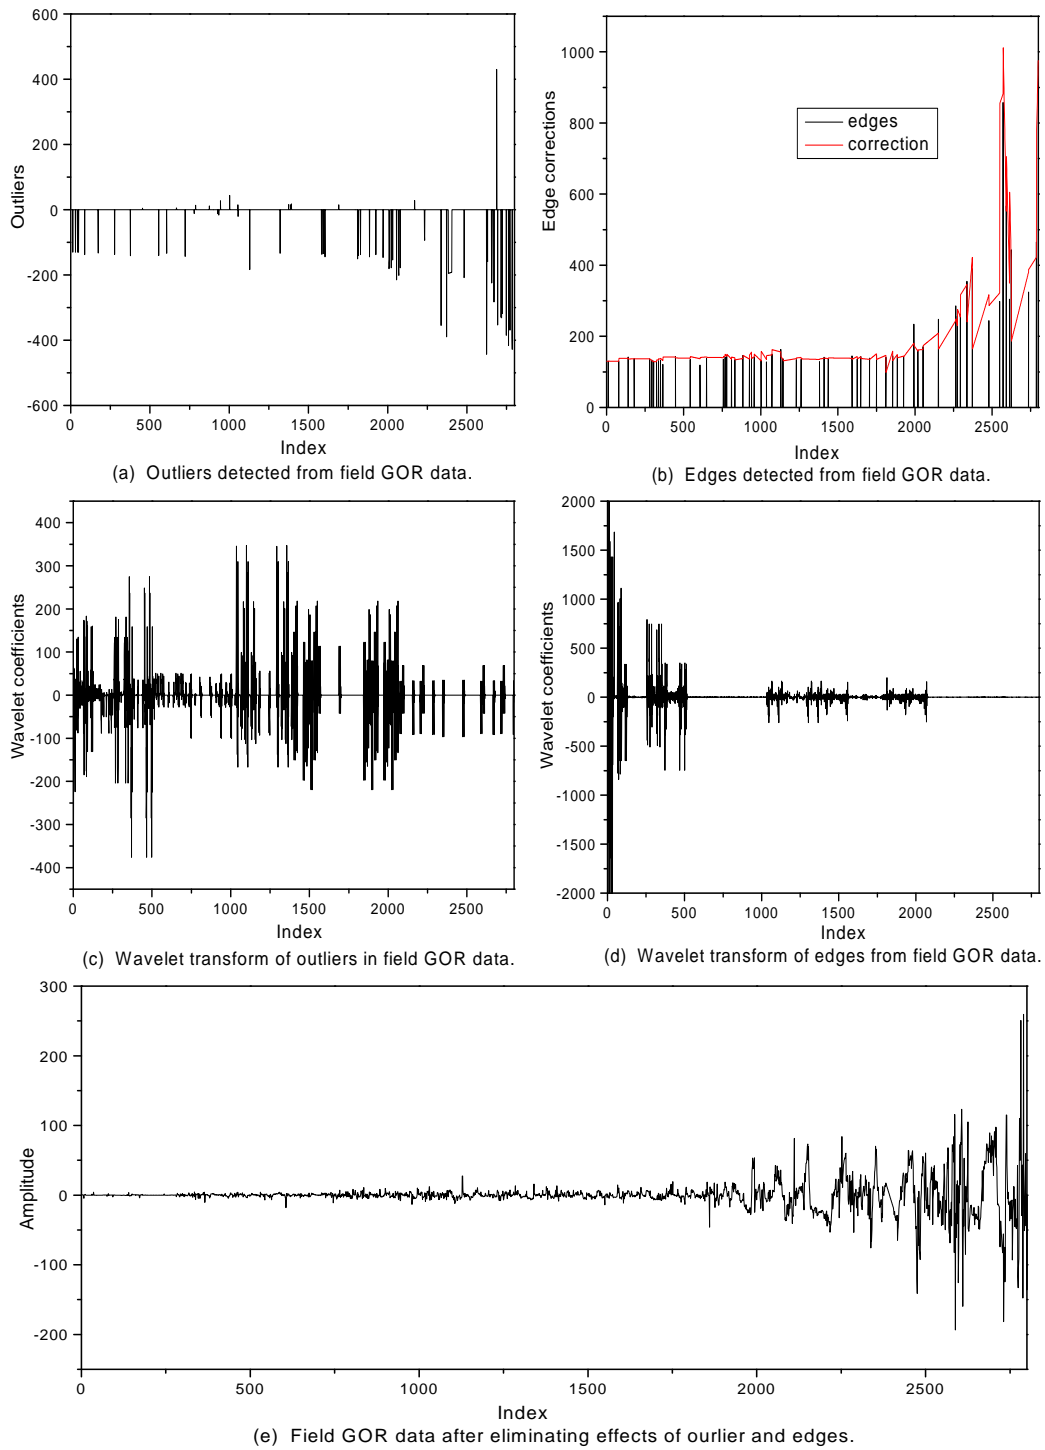 600
400
200
0
-200
-400
-600
Outliers
0 500 1000 1500 2000 2500
Index
(a) Outliers detected from field GOR data.
1000
800
600
400
200
0
Edge corrections
edges
correction
0 500 1000 1500 2000 2500
Index
(b) Edges detected from field GOR data.
400
300
200
100
0
-100
-200
-300
-400
Wavelet coefficients
0 500 1000 1500 2000 2500
Index
(c) Wavelet transform of outliers in field GOR data.
2000
1500
1000
500
0
-500
-1000
-1500
-2000
Wavelet coefficients
0 500 1000 1500 2000 2500
Index
(d) Wavelet transform of edges from field GOR data.
300
200
100
0
-100
-200
Amplitude
0 500 1000 1500 2000 2500
Index
(e) Field GOR data after eliminating effects of ourlier and edges.